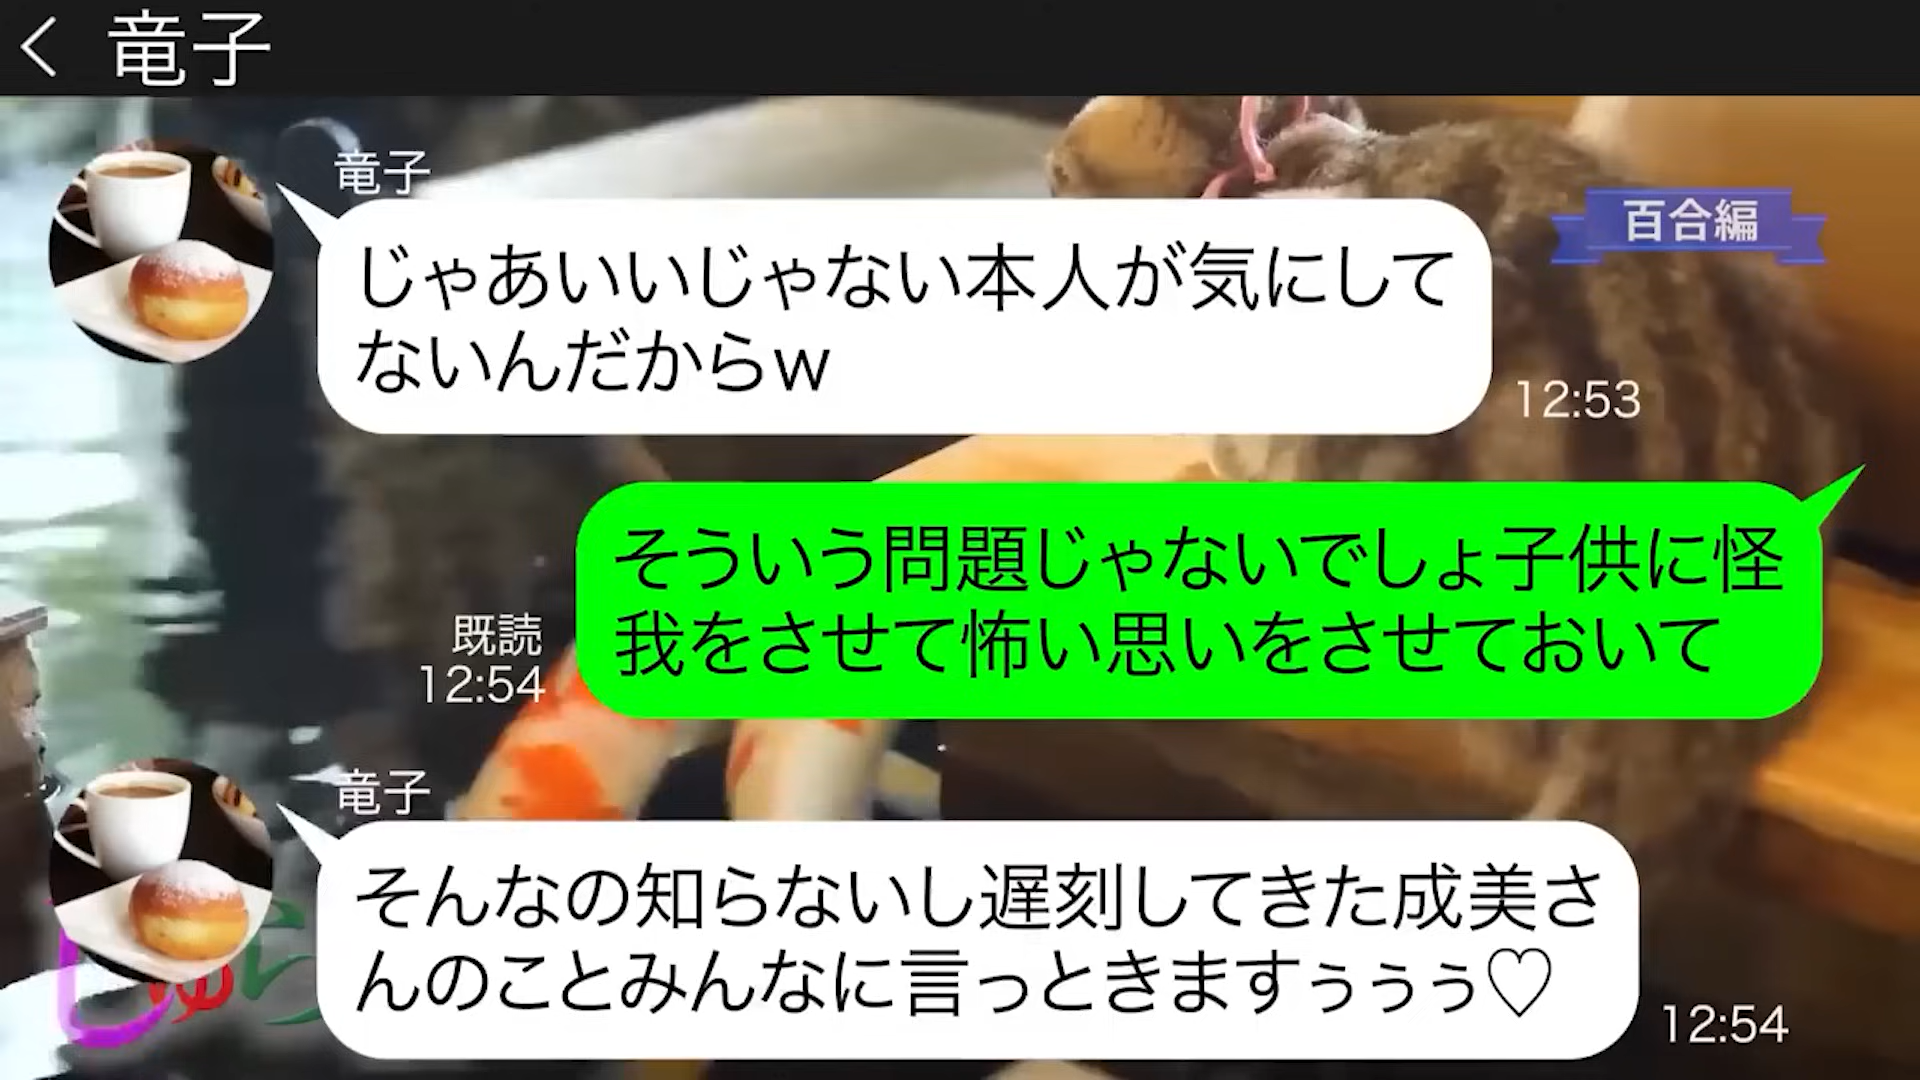 竜子
竜子
百合編
じゃあいいじゃない本人が気にして
ないんだからw
12:53
そういう問題じゃないでしょ子供に怪
我をさせて怖い思いをさせておいて
既読
12:54
竜子
そんなの知らないし遅刻してきた成美さ
んのことみんなに言っときますぅぅぅ♡
12:54
しゅら